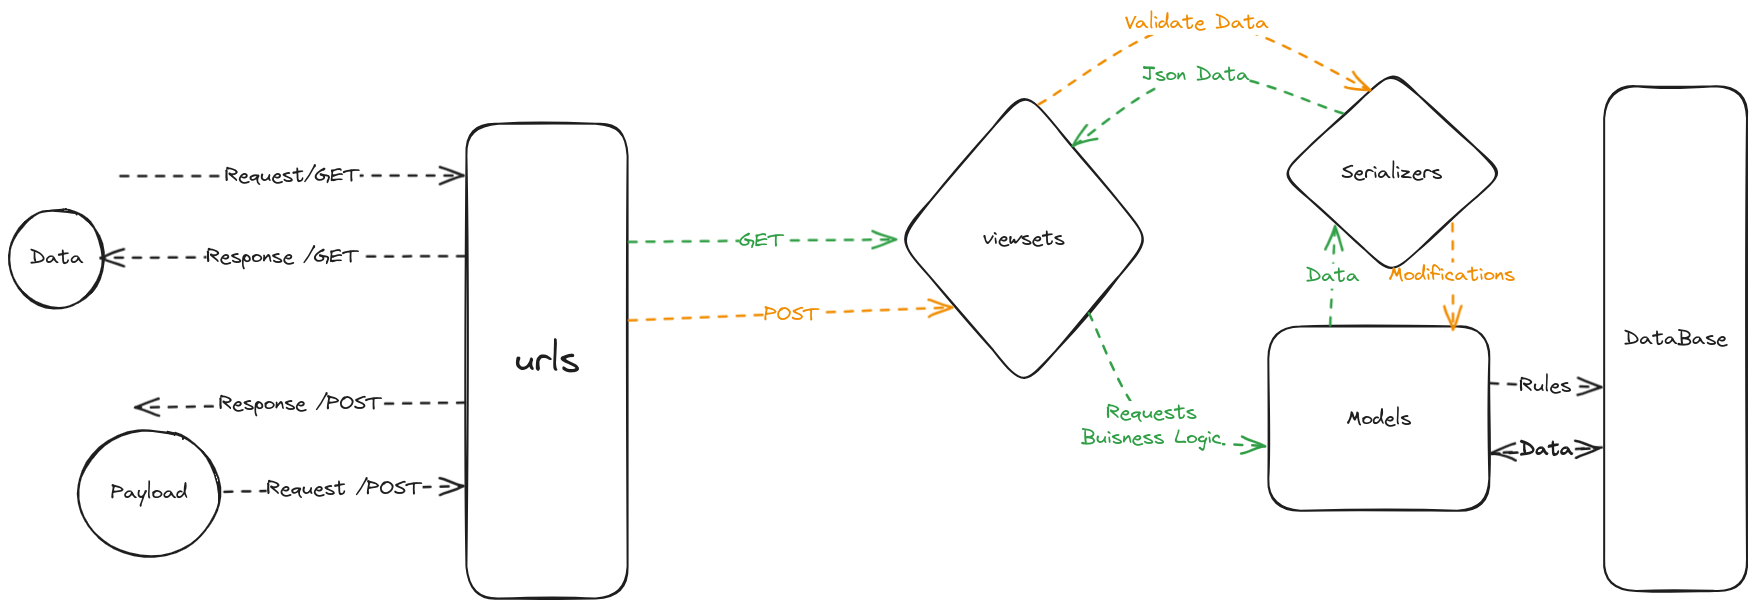 Validate Data
Json Data
Request/GET
Serializers
Data
Response /GET
GET
viewsets
Data
Modifications
POST
urls
DataBase
Rules
Response /POST
Requests
Buisness Logic
Models
Data
Payload
Request /POST